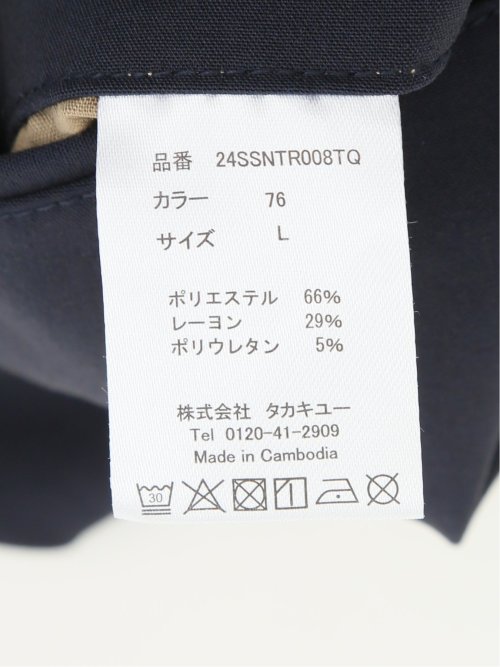 品番 24SSNTR008TQ
カラー 76
サイズ L
ポリエステル 66%
レーヨン 29%
ポリウレタン 5%
株式会社 タカキユー
Tel 0120-41-2909
Made in Cambodia
30